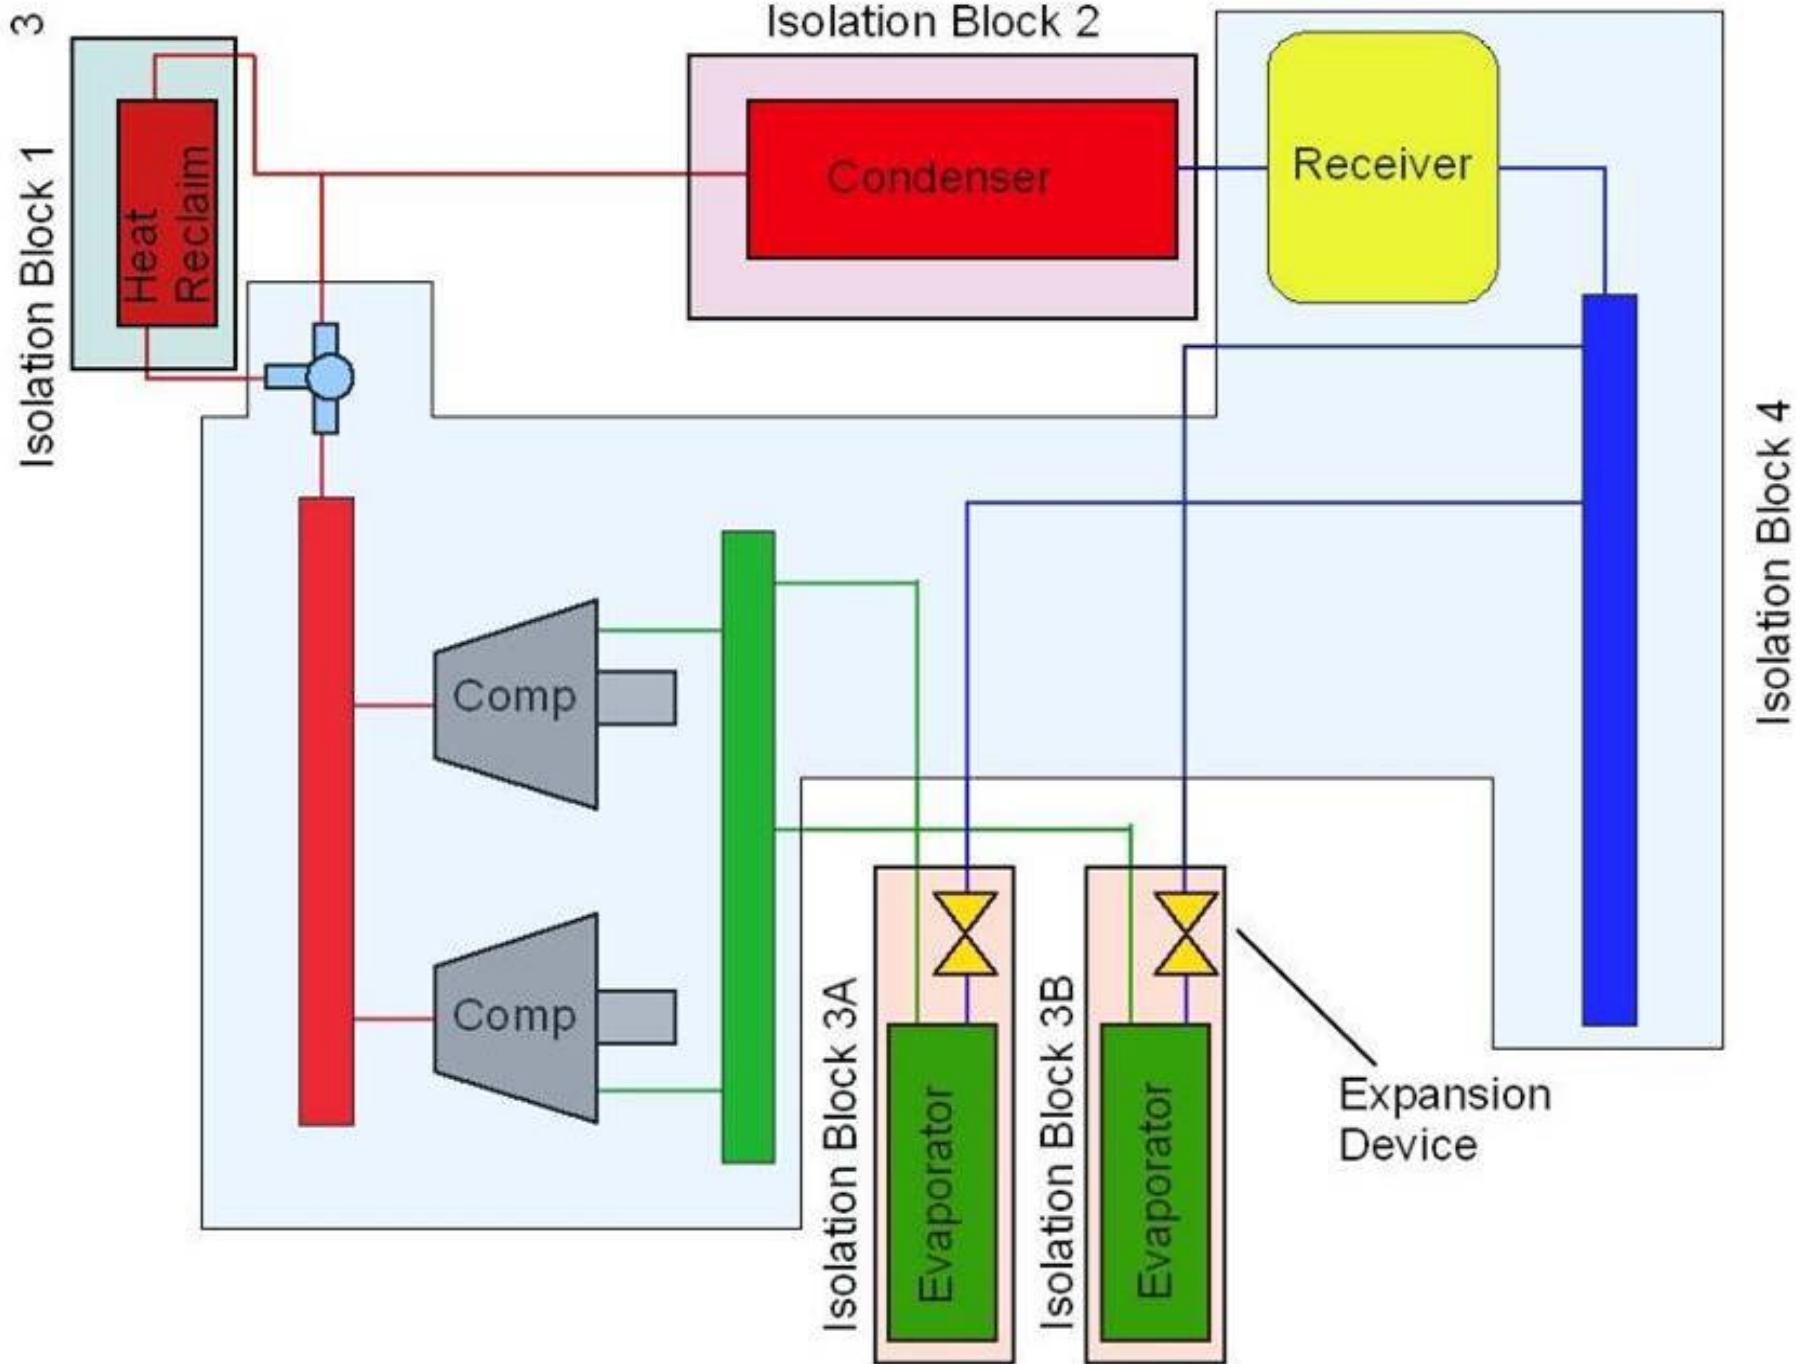 3
Isolation Block 1
Heat
Reclaim
Isolation Block 2
Condenser
Receiver
Isolation Block 4
Comp
Comp
Isolation Block 3A
Evaporator
Isolation Block 3B
Evaporator
Expansion
Device